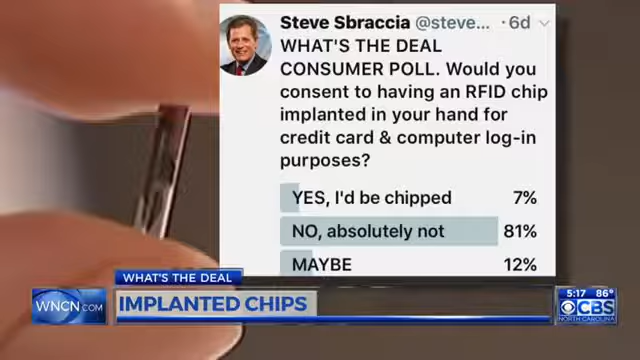 Steve Sbraccia @steve... · 6d
WHAT'S THE DEAL
CONSUMER POLL. Would you
consent to having an RFID chip
implanted in your hand for
credit card & computer log-in
purposes?
YES, I'd be chipped 7%
NO, absolutely not 81%
MAYBE 12%
WHAT'S THE DEAL
WNCN.COM
IMPLANTED CHIPS
5:17 86°
CBS
NORTH CAROLINA